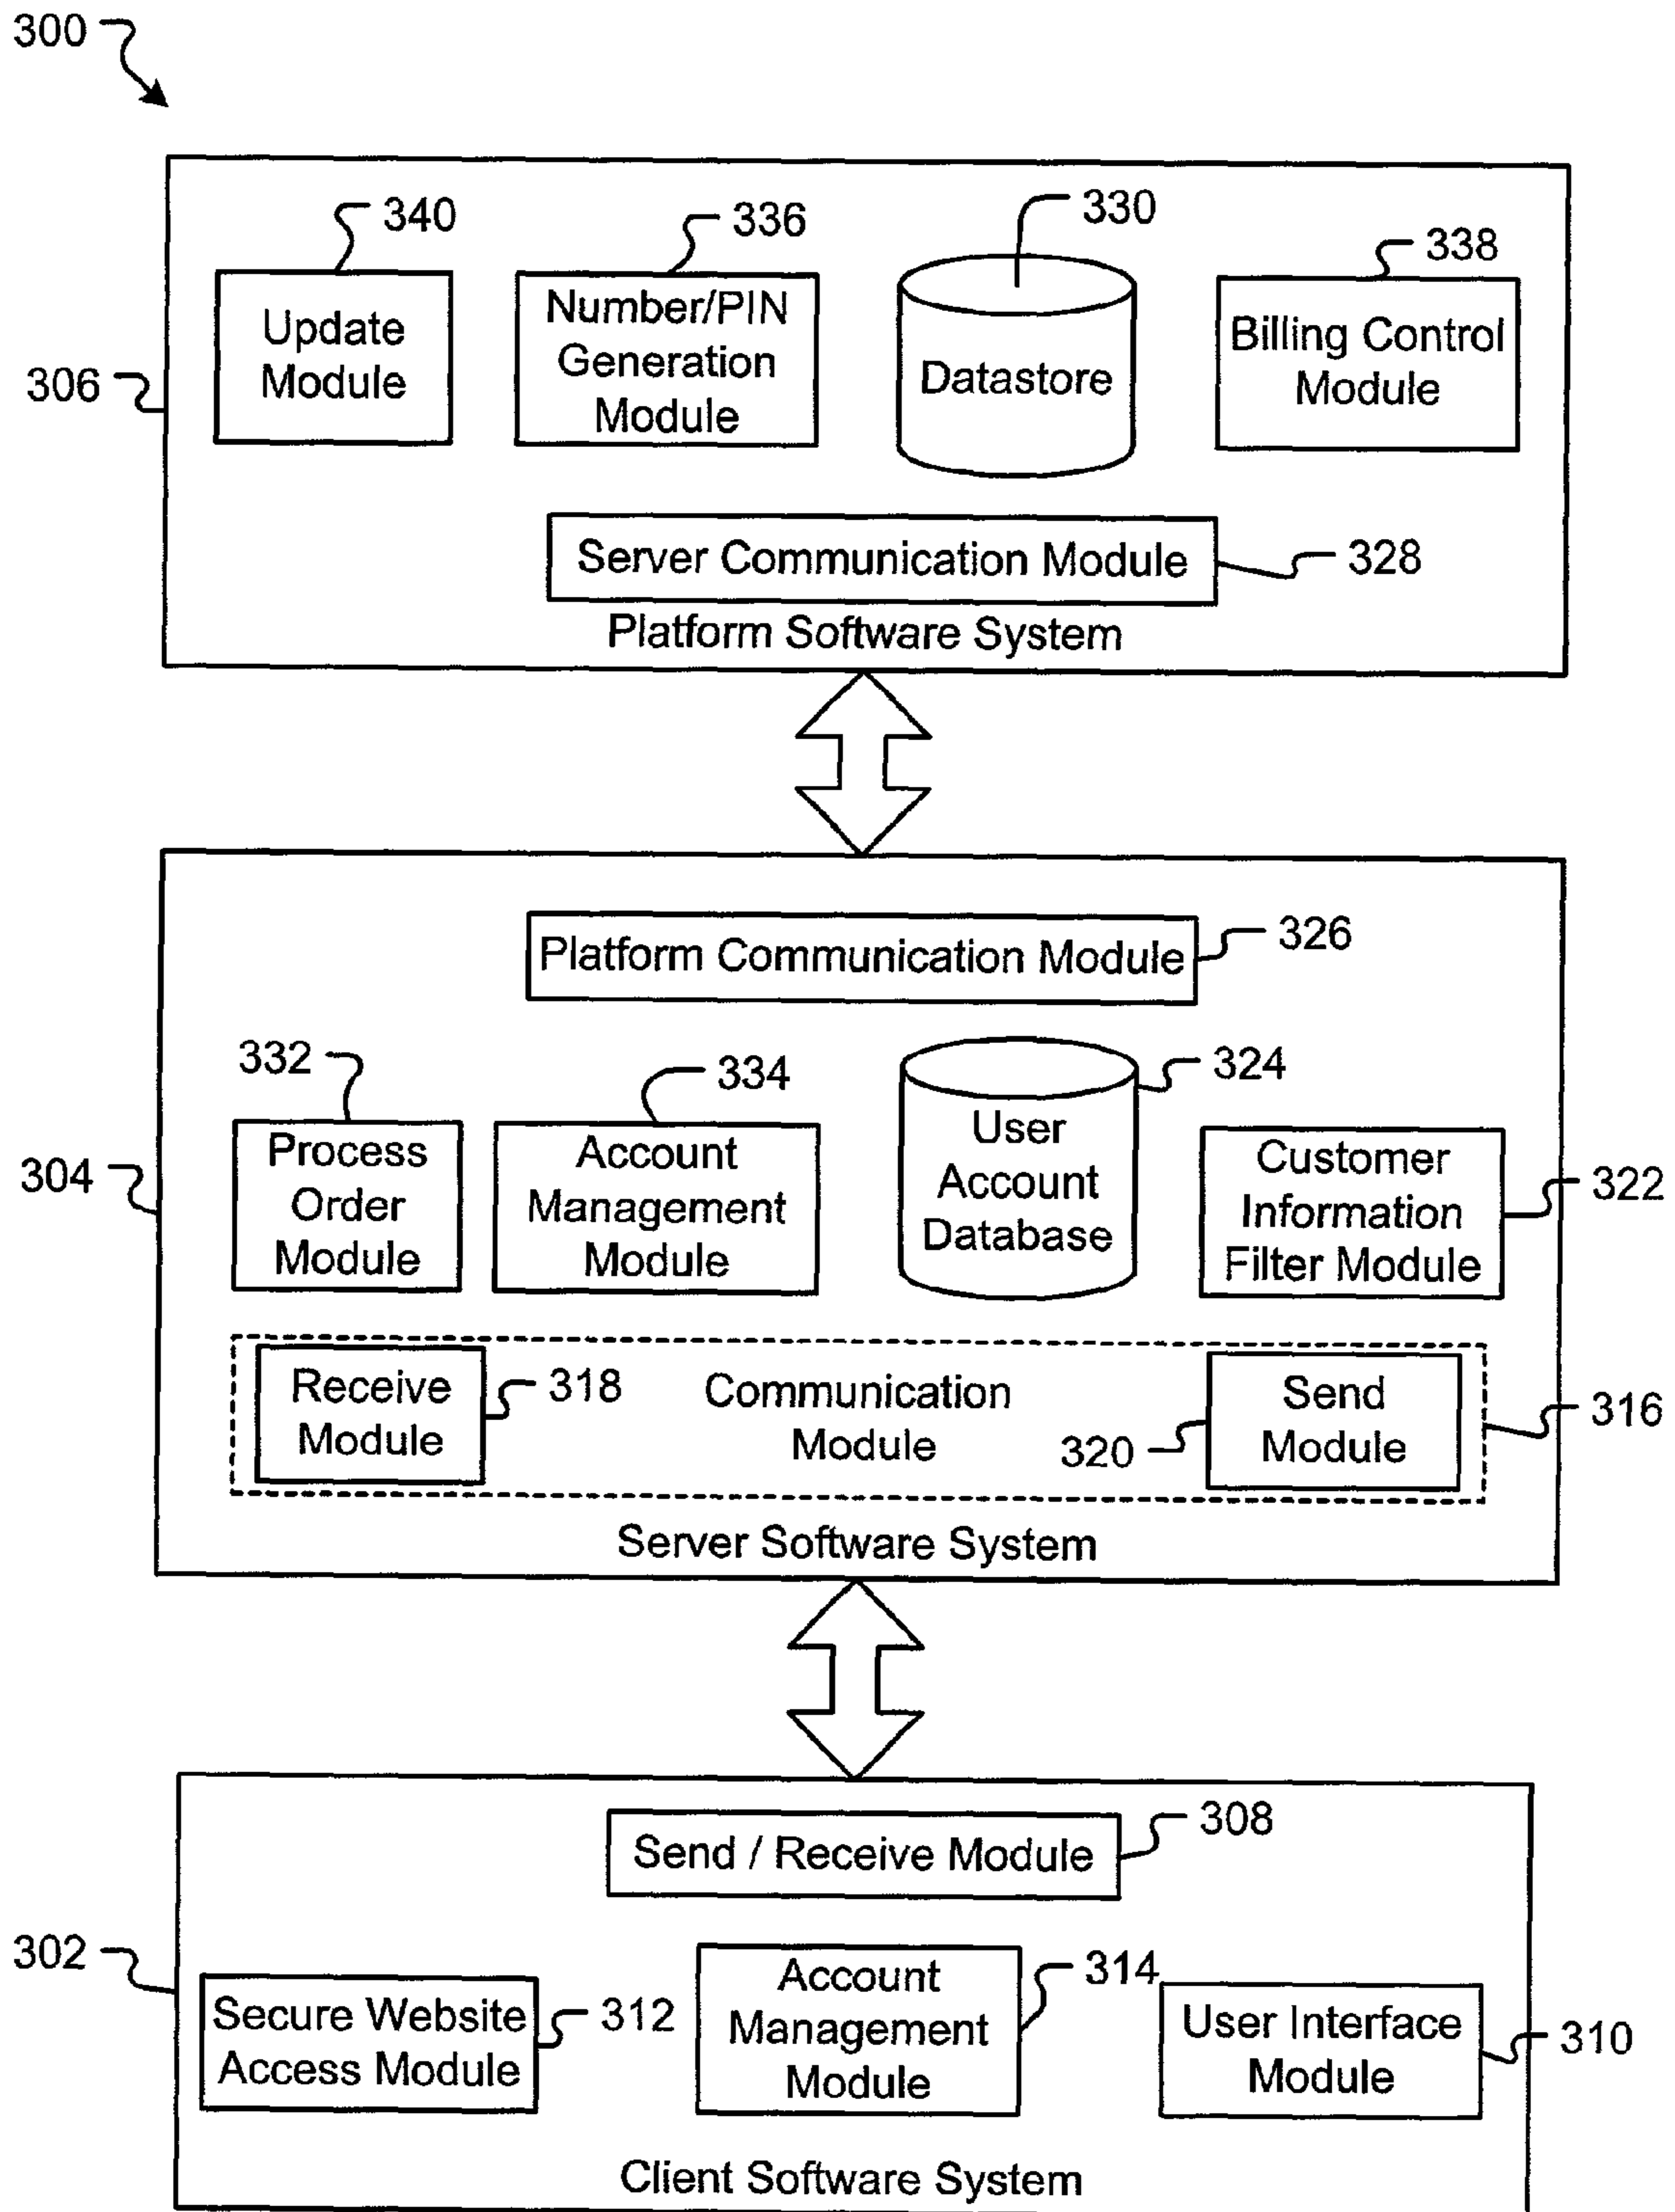 300
340
336
330
338
306
Update
Module
Number/PIN
Generation
Module
Datastore
Billing Control
Module
Server Communication Module
328
Platform Software System
Platform Communication Module
326
332
334
324
304
Process
Order
Module
Account
Management
Module
User
Account
Database
Customer
Information
Filter Module
322
Receive
Module
318
Communication
Module
320
Send
Module
316
Server Software System
Send / Receive Module
308
302
Secure Website
Access Module
312
Account
Management
Module
314
User Interface
Module
310
Client Software System